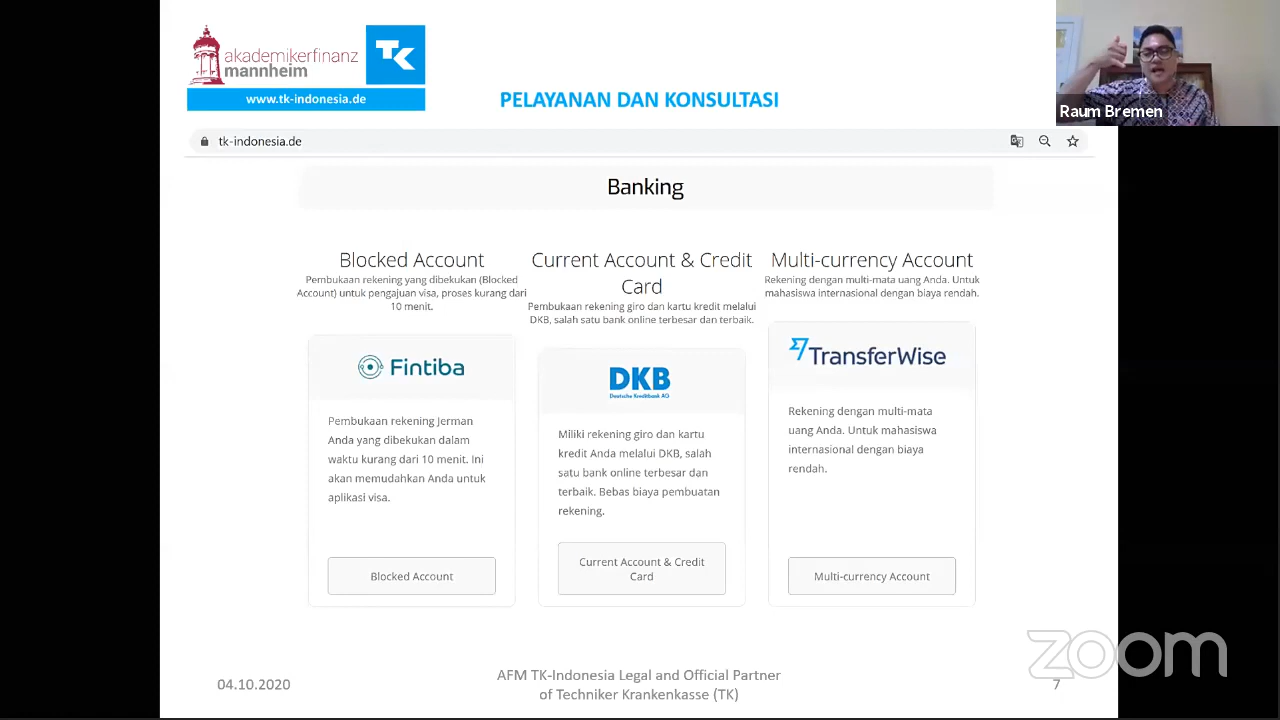 akademikerfinanz
mannheim
TK
www.tk-indonesia.de
PELAYANAN DAN KONSULTASI
Raum Bremen
tk-indonesia.de
Banking
Blocked Account
Pembukaan rekening yang dibekukan (Blocked
Account) untuk pengajuan visa, proses kurang dari
10 menit.
Fintiba
Pembukaan rekening Jerman
Anda yang dibekukan dalam
waktu kurang dari 10 menit. Ini
akan memudahkan Anda untuk
aplikasi visa.
Blocked Account
Current Account & Credit
Card
Pembukaan rekening giro dan kartu kredit melalui
DKB, salah satu bank online terbesar dan terbaik.
DKB
Deutsche Kreditbank AG
Miliki rekening giro dan kartu
kredit Anda melalui DKB, salah
satu bank online terbesar dan
terbaik. Bebas biaya pembuatan
rekening.
Current Account & Credit
Card
Multi-currency Account
Rekening dengan multi-mata uang Anda. Untuk
mahasiswa internasional dengan biaya rendah.
TransferWise
Rekening dengan multi-mata
uang Anda. Untuk mahasiswa
internasional dengan biaya
rendah.
Multi-currency Account
04.10.2020
AFM TK-Indonesia Legal and Official Partner
of Techniker Krankenkasse (TK)
7
zoom